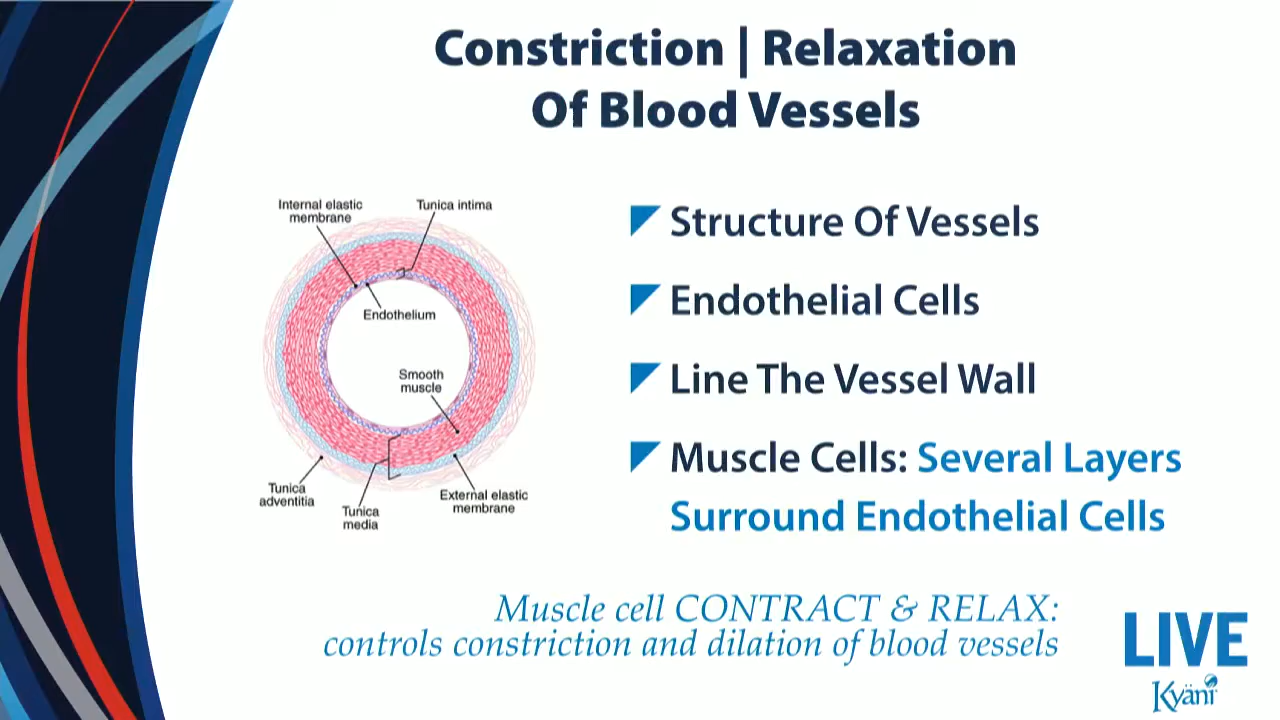 Constriction | Relaxation
Of Blood Vessels
Internal elastic
membrane
Tunica intima
Endothelium
Smooth
muscle
Tunica
adventitia
Tunica
media
External elastic
membrane
Structure Of Vessels
Endothelial Cells
Line The Vessel Wall
Muscle Cells: Several Layers
Surround Endothelial Cells
Muscle cell CONTRACT & RELAX:
controls constriction and dilation of blood vessels
LIVE
Kyäni